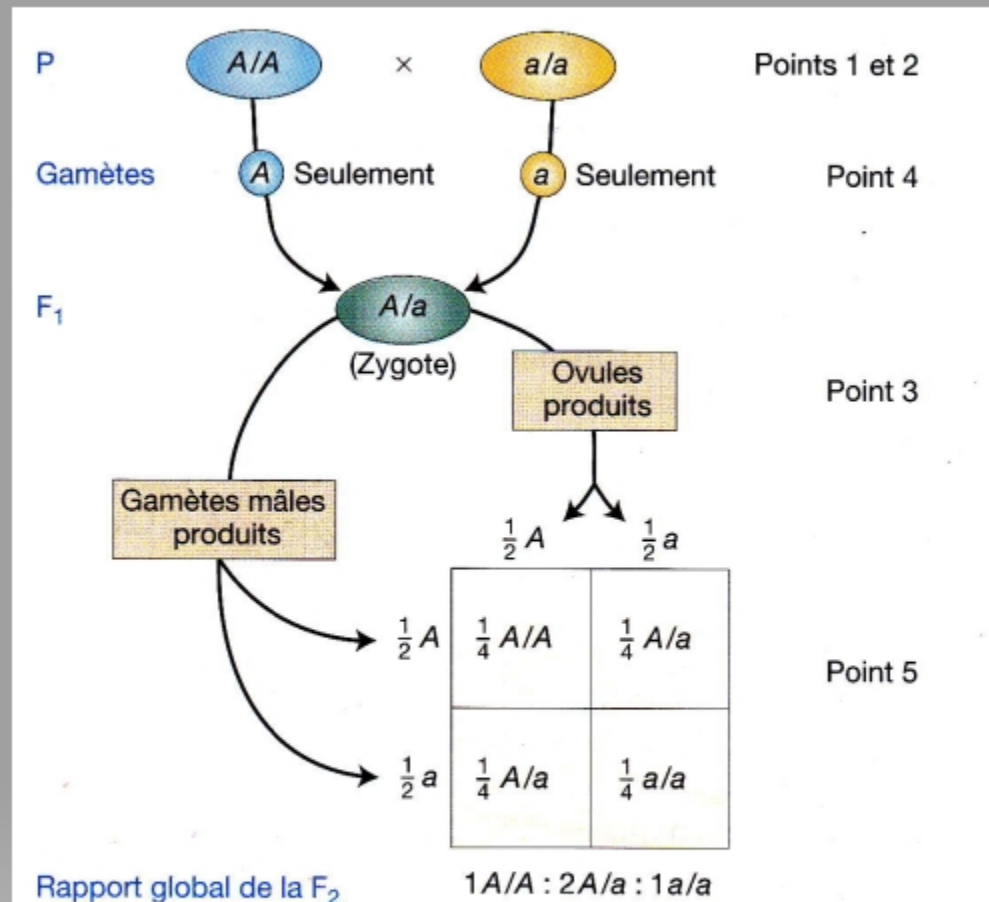 P A/A × a/a Points 1 et 2
Gamètes A Seulement a Seulement Point 4
F₁ A/a
(Zygote)
Ovules
produits
Point 3
Gamètes mâles
produits
½ A ½ a
½ A ¼ A/A ¼ A/a
Point 5
½ a ¼ A/a ¼ a/a
Rapport global de la F₂ 1A/A : 2A/a : 1a/a